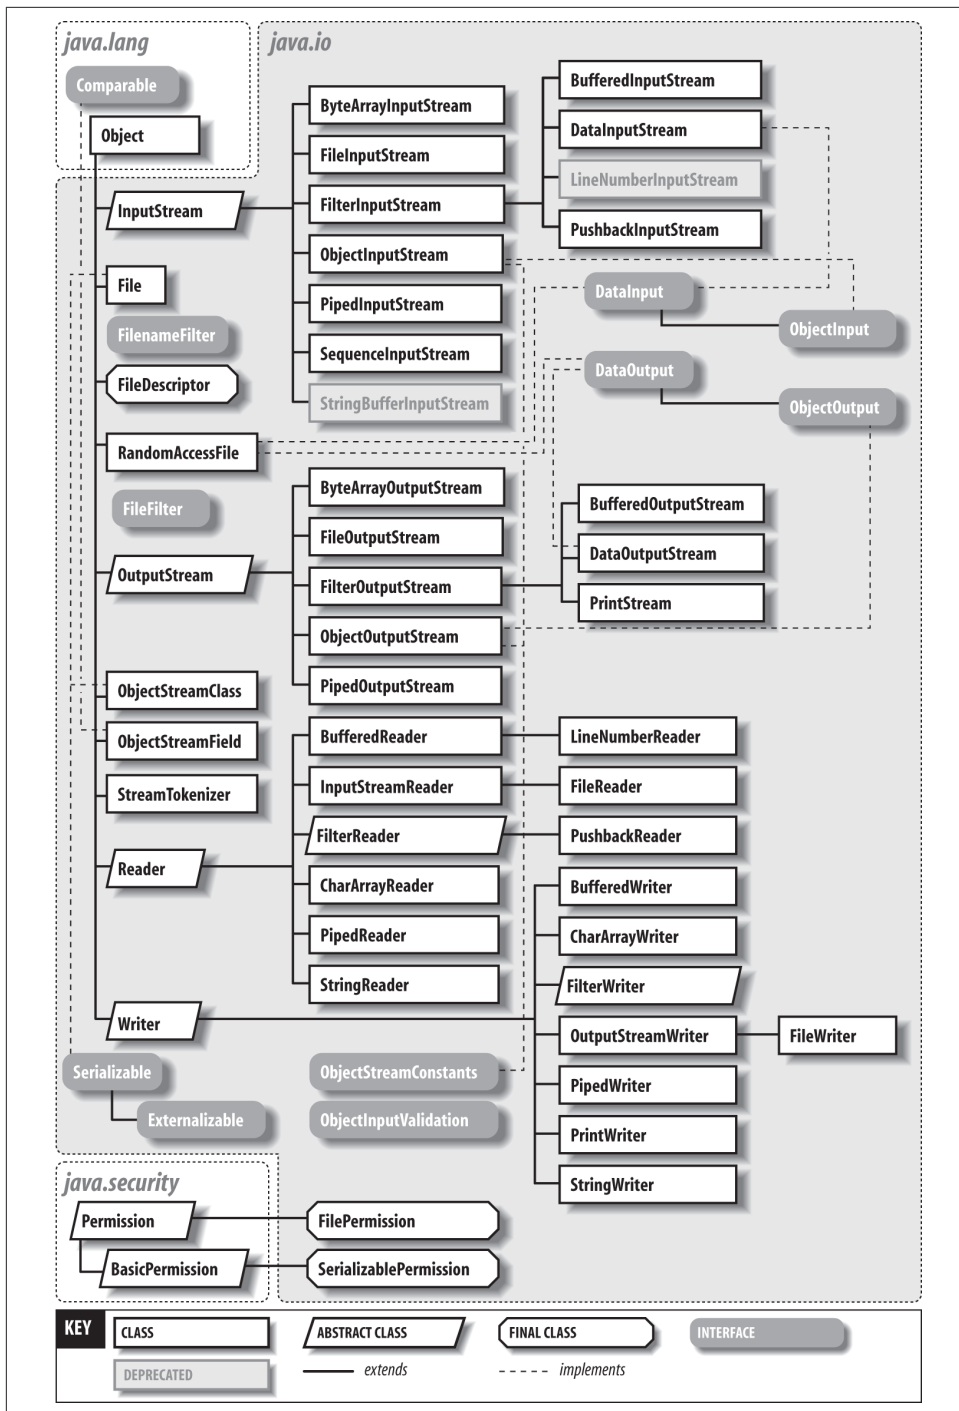 java.lang
java.io
Comparable
Object
InputStream
File
FilenameFilter
FileDescriptor
RandomAccessFile
FileFilter
OutputStream
ObjectStreamClass
ObjectStreamField
StreamTokenizer
Reader
Writer
Serializable
Externalizable
ByteArrayInputStream
FileInputStream
FilterInputStream
ObjectInputStream
PipedInputStream
SequenceInputStream
StringBufferInputStream
BufferedInputStream
DataInputStream
LineNumberInputStream
PushbackInputStream
DataInput
ObjectInput
DataOutput
ObjectOutput
ByteArrayOutputStream
FileOutputStream
FilterOutputStream
ObjectOutputStream
PipedOutputStream
BufferedOutputStream
DataOutputStream
PrintStream
BufferedReader
InputStreamReader
FilterReader
CharArrayReader
PipedReader
StringReader
LineNumberReader
FileReader
PushbackReader
BufferedWriter
CharArrayWriter
FilterWriter
OutputStreamWriter
FileWriter
PipedWriter
PrintWriter
StringWriter
ObjectStreamConstants
ObjectInputValidation
java.security
Permission
BasicPermission
FilePermission
SerializablePermission
KEY
CLASS
ABSTRACT CLASS
FINAL CLASS
INTERFACE
DEPRECATED
extends
implements